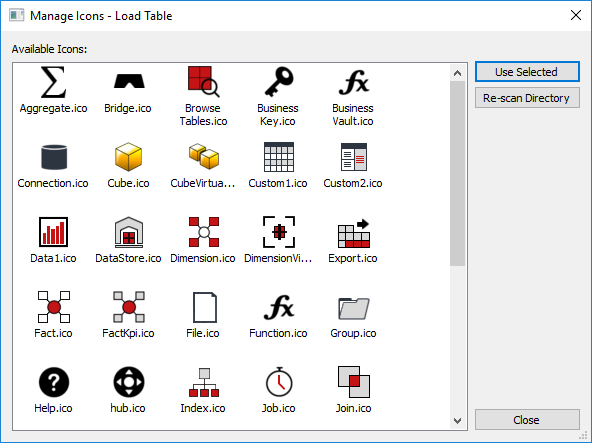 Manage Icons - Load Table
Available Icons:
Use Selected
Re-scan Directory
Aggregate.ico
Bridge.ico
Browse
Tables.ico
Business
Key.ico
fx
Business
Vault.ico
Connection.ico
Cube.ico
CubeVirtua...
Custom1.ico
Custom2.ico
Data1.ico
DataStore.ico
Dimension.ico
DimensionVi...
Export.ico
Fact.ico
FactKpi.ico
File.ico
fx
Function.ico
Group.ico
Help.ico
hub.ico
Index.ico
Job.ico
Join.ico
Close